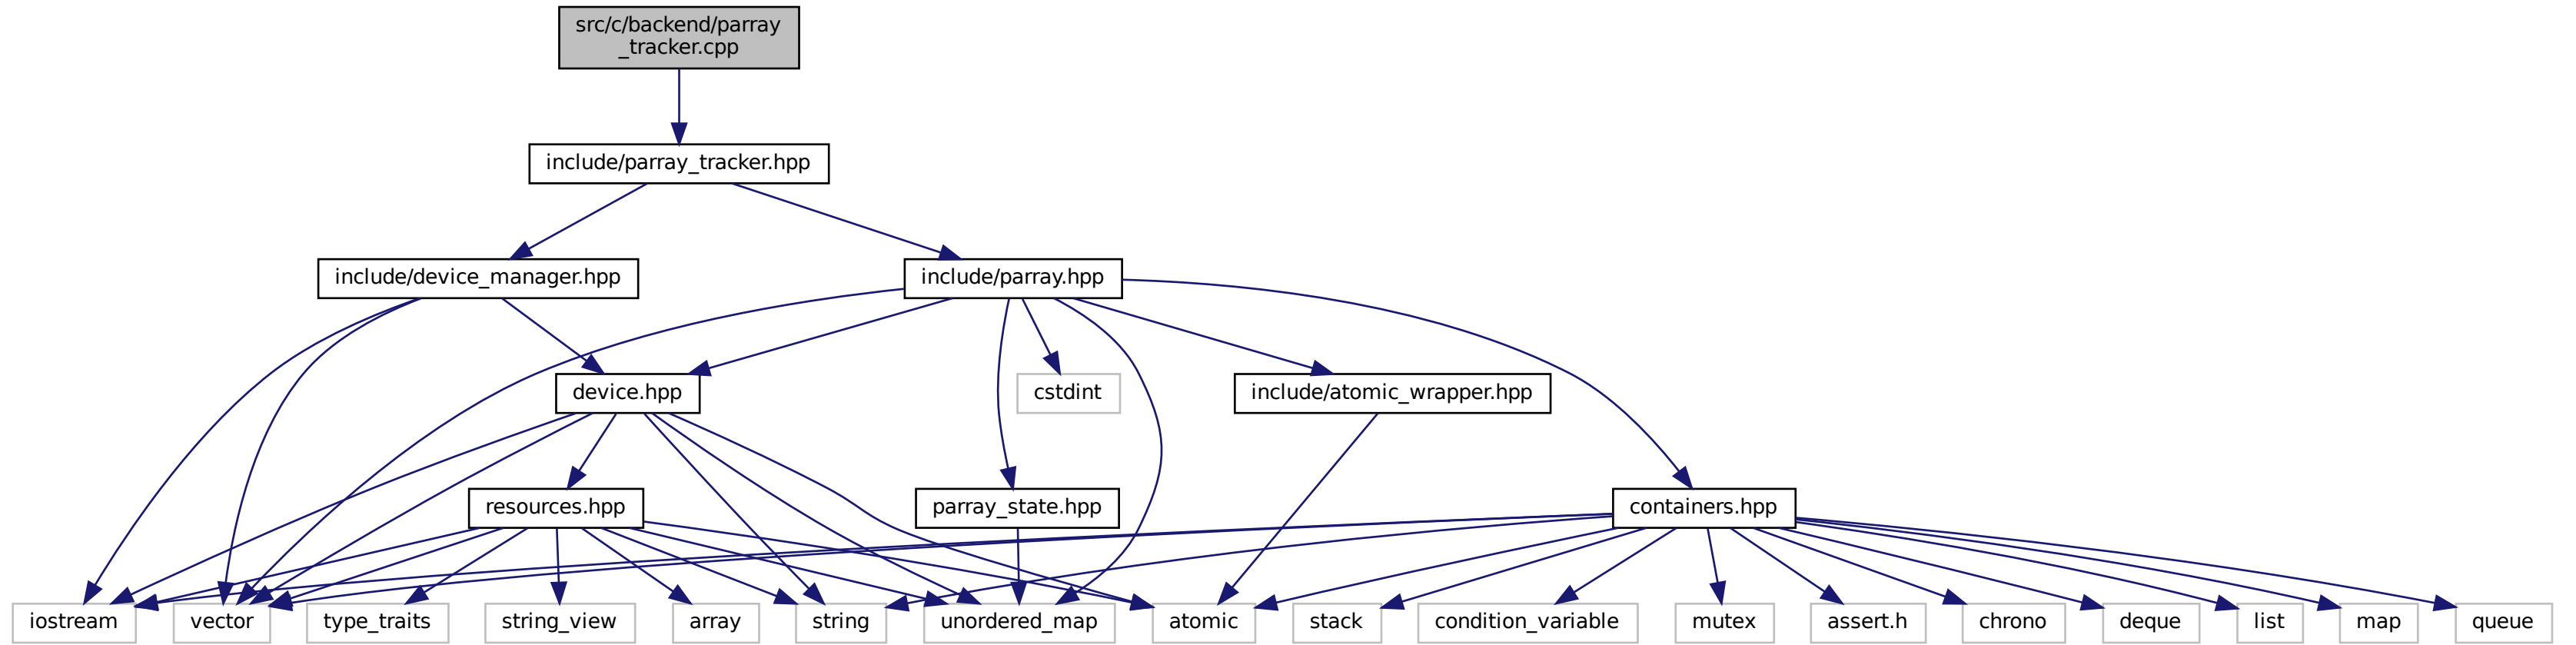 src/c/backend/parray
_tracker.cpp
include/parray_tracker.hpp
include/device_manager.hpp
include/parray.hpp
device.hpp
cstdint
include/atomic_wrapper.hpp
resources.hpp
parray_state.hpp
containers.hpp
iostream
vector
type_traits
string_view
array
string
unordered_map
atomic
stack
condition_variable
mutex
assert.h
chrono
deque
list
map
queue